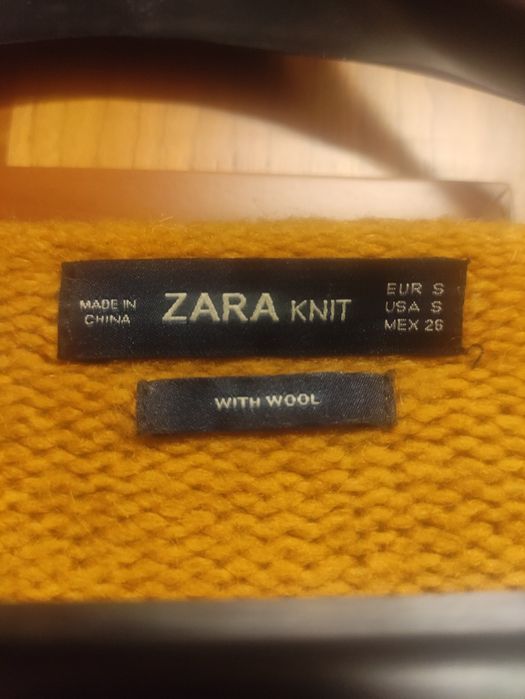 MADE IN
CHINA
ZARA KNIT
EUR S
USA S
MEX 26
WITH WOOL